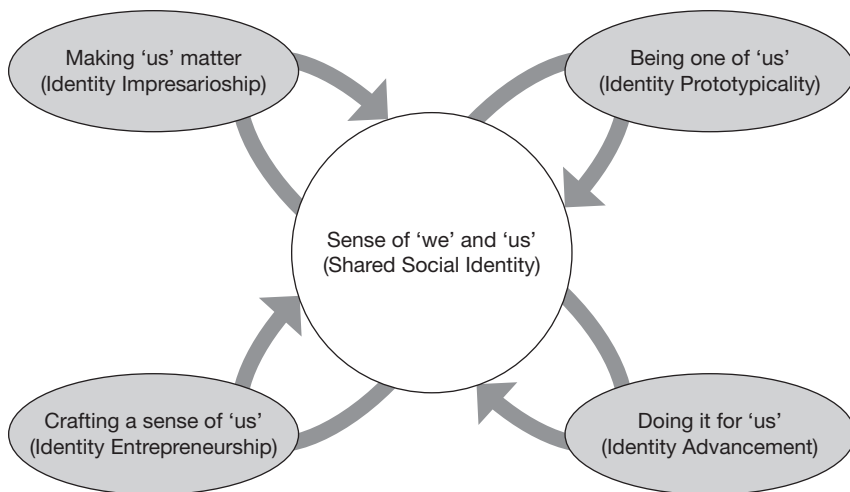 Making ‘us’ matter
(Identity Impresarioship)
Being one of ‘us’
(Identity Prototypicality)
Sense of ‘we’ and ‘us’
(Shared Social Identity)
Crafting a sense of ‘us’
(Identity Entrepreneurship)
Doing it for ‘us’
(Identity Advancement)